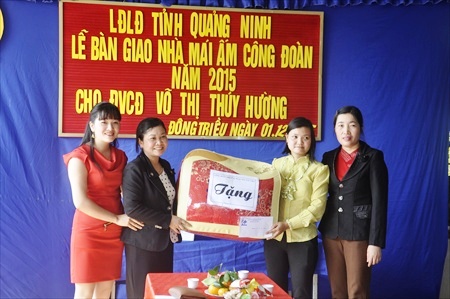 LĐLĐ TỈNH QUẢNG NINH
LỄ BÀN GIAO NHÀ MÁI ẤM CÔNG ĐOÀN
NĂM 2015
CHO ĐVCĐ VÕ THỊ THÚY HƯỜNG
ĐÔNG TRIỀU NGÀY 01.12
Tặng